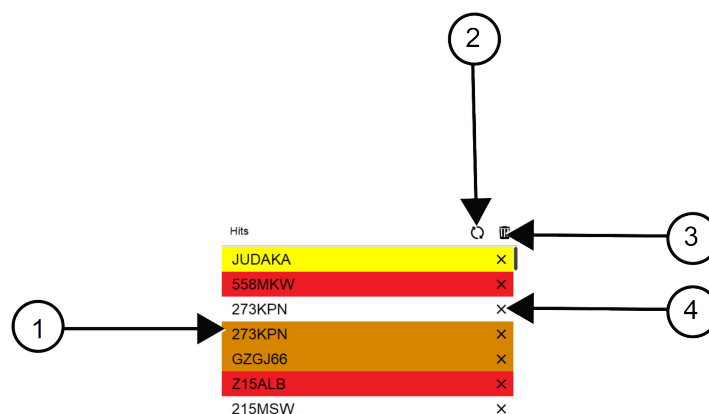 2
Hits
3
JUDAKA ×
558MKW ×
273KPN × 4
1 273KPN ×
GZGJ66 ×
Z15ALB ×
215MSW ×